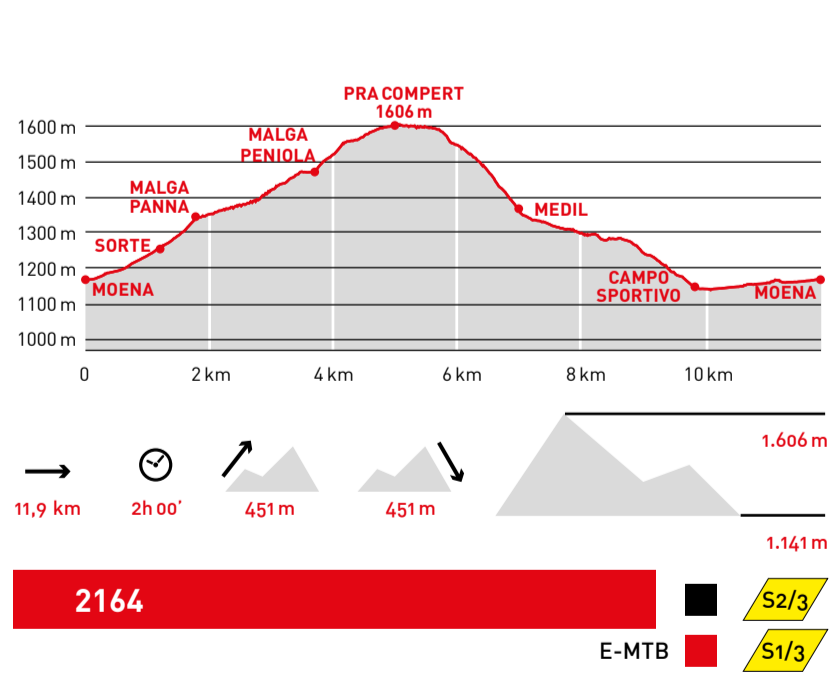 PRA COMPERT
1606 m
1600 m
MALGA
PENIOLA
1500 m
MALGA
PANNA
1400 m
MEDIL
1300 m
SORTE
1200 m
MOENA
CAMPO
SPORTIVO
MOENA
1100 m
1000 m
0 2 km 4 km 6 km 8 km 10 km
1.606 m
11,9 km 2h 00' 451 m 451 m
1.141 m
2164
S2/3
E-MTB
S1/3